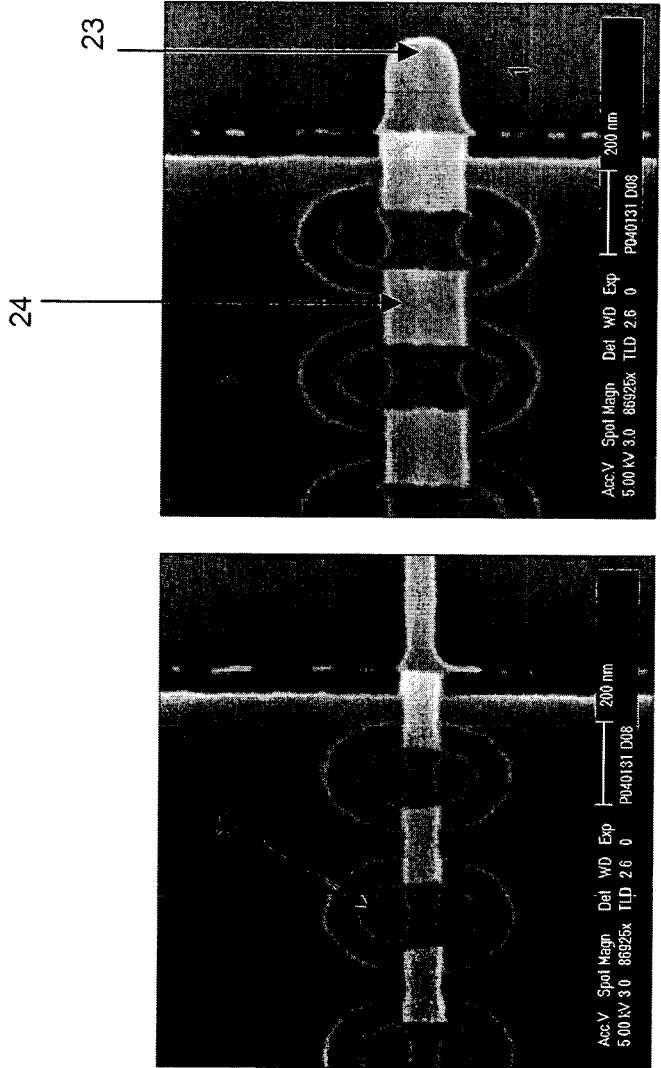 24
23
Acc.V Spot Magn Det WD Exp 200 nm
5.00 kV 3.0 86925x TLD 2.6 0 P040131 D08
Acc.V Spot Magn Det WD Exp 200 nm
5.00 kV 3.0 86925x TLD 2.6 0 P040131 D08